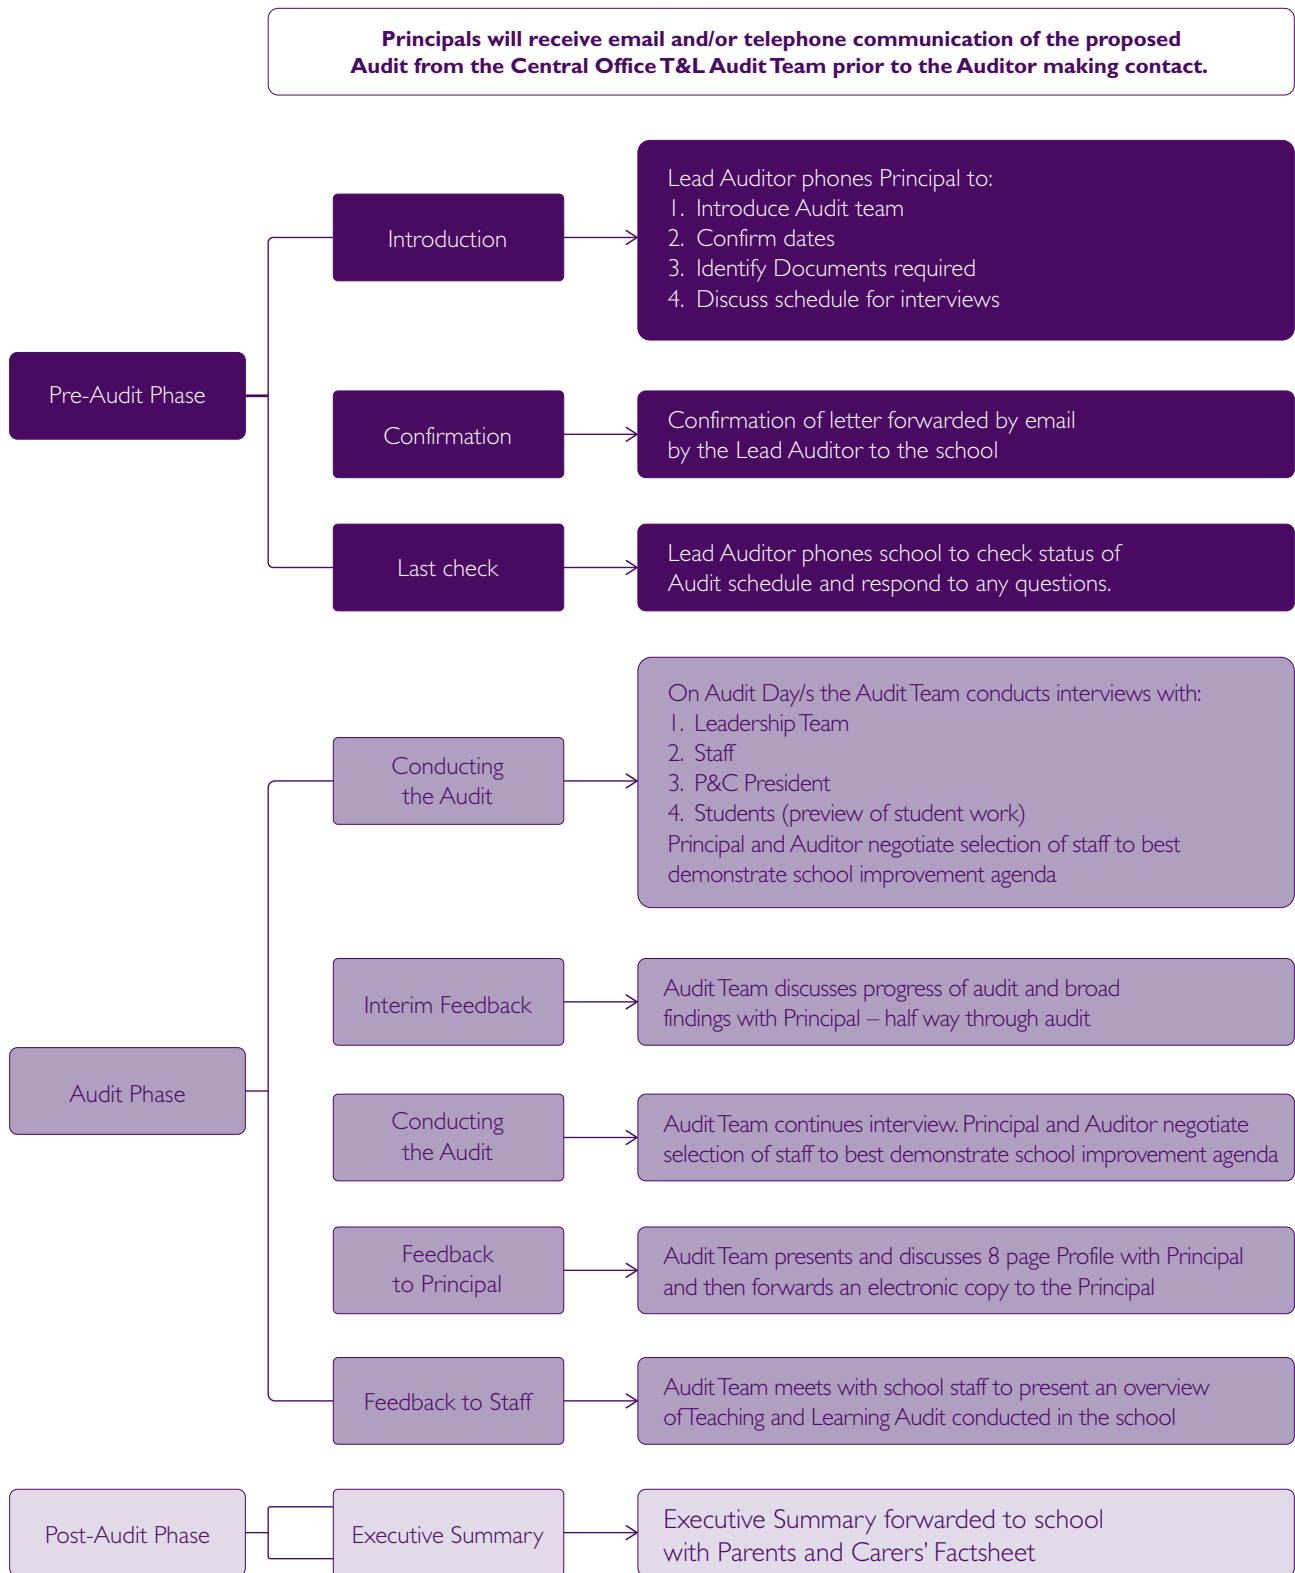 Principals will receive email and/or telephone communication of the proposed
Audit from the Central Office T&L Audit Team prior to the Auditor making contact.
Pre-Audit Phase
Introduction
Lead Auditor phones Principal to:
1. Introduce Audit team
2. Confirm dates
3. Identify Documents required
4. Discuss schedule for interviews
Confirmation
Confirmation of letter forwarded by email
by the Lead Auditor to the school
Last check
Lead Auditor phones school to check status of
Audit schedule and respond to any questions.
Audit Phase
Conducting
the Audit
On Audit Day/s the Audit Team conducts interviews with:
1. Leadership Team
2. Staff
3. P&C President
4. Students (preview of student work)
Principal and Auditor negotiate selection of staff to best
demonstrate school improvement agenda
Interim Feedback
Audit Team discusses progress of audit and broad
findings with Principal – half way through audit
Conducting
the Audit
Audit Team continues interview. Principal and Auditor negotiate
selection of staff to best demonstrate school improvement agenda
Feedback
to Principal
Audit Team presents and discusses 8 page Profile with Principal
and then forwards an electronic copy to the Principal
Feedback to Staff
Audit Team meets with school staff to present an overview
of Teaching and Learning Audit conducted in the school
Post-Audit Phase
Executive Summary
Executive Summary forwarded to school
with Parents and Carers' Factsheet